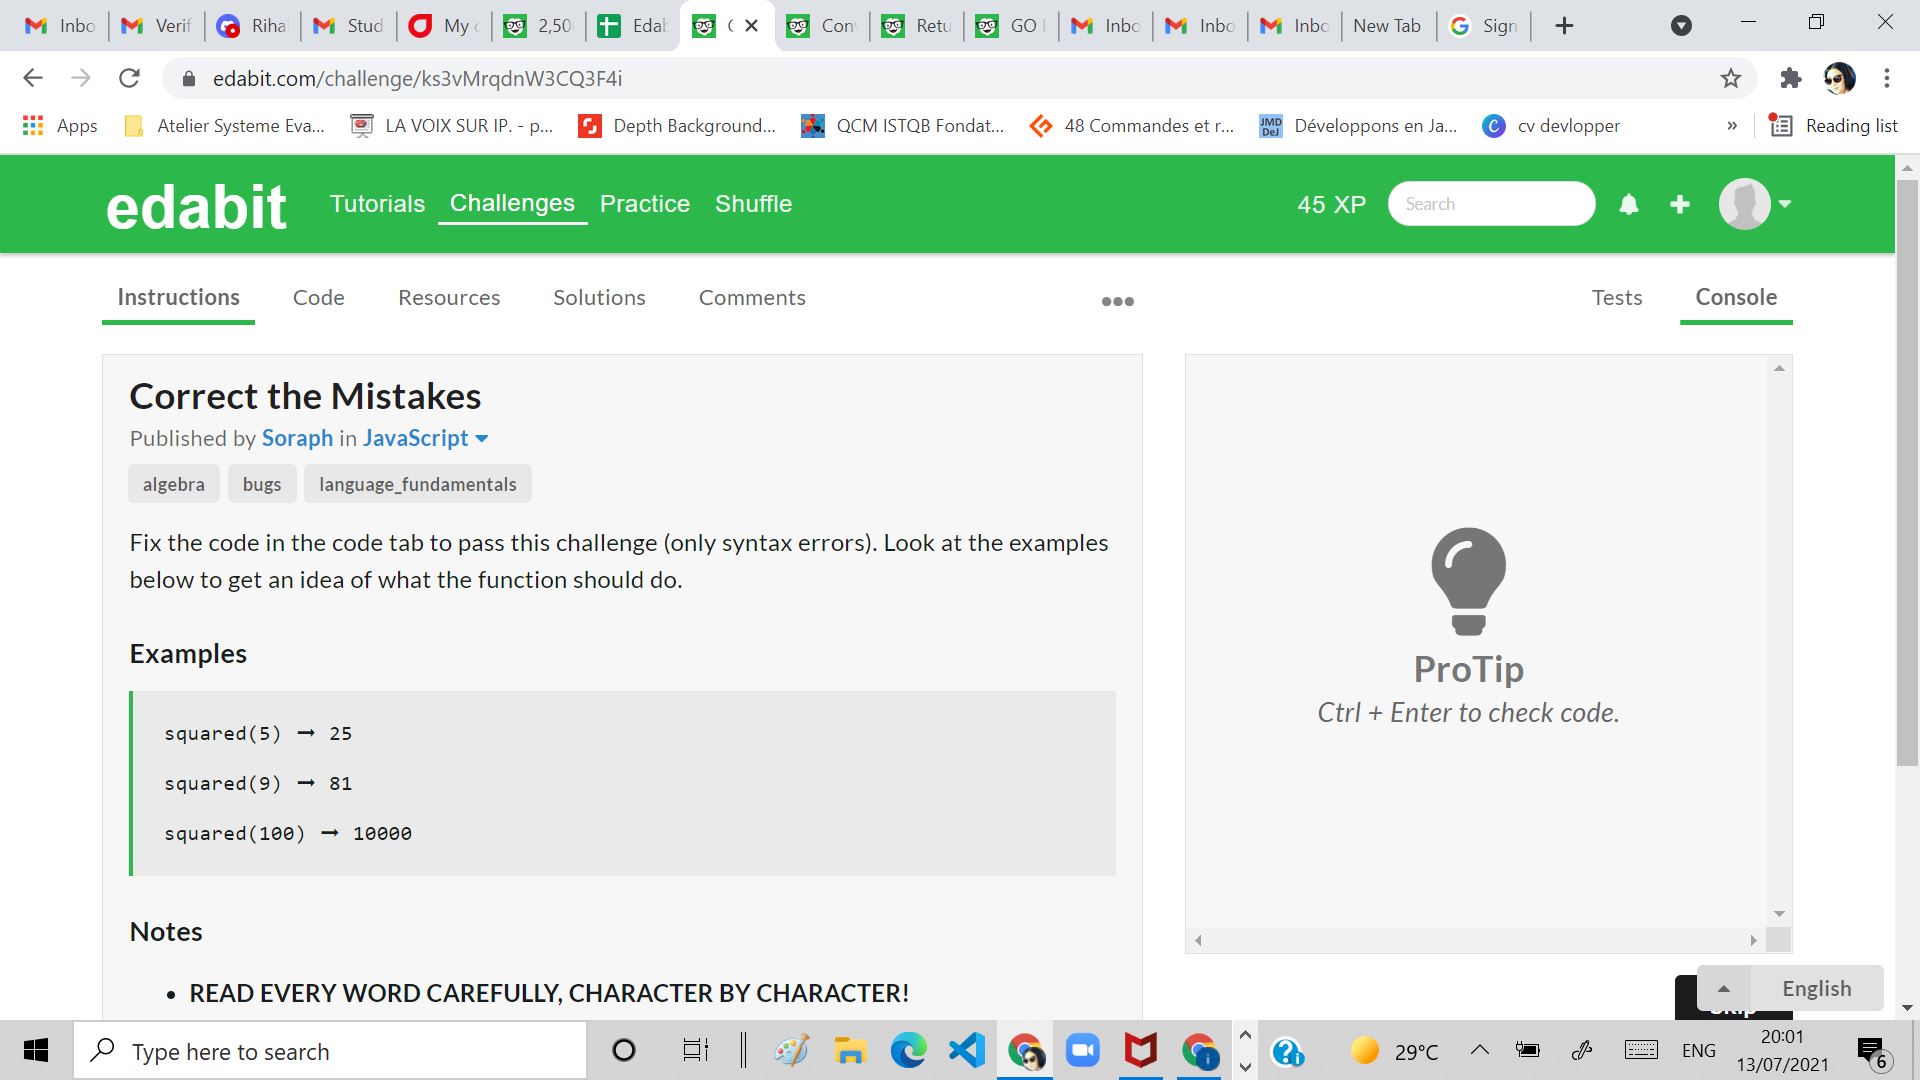 Inbo
Verif
Riha
Stud
My
2,50
Edab
Con
Retu
GO
Inbo
Inbo
Inbo
New Tab
Sign
edabit.com/challenge/ks3vMrqdnW3CQ3F4i
Apps
Atelier Systeme Eva...
LA VOIX SUR IP. - p...
Depth Background...
QCM ISTQB Fondat...
48 Commandes et r...
JMD DeJ
Développons en Ja...
cv devlopper
»
Reading list
edabit
Tutorials
Challenges
Practice
Shuffle
45 XP
Search
Instructions
Code
Resources
Solutions
Comments
Tests
Console
Correct the Mistakes
Published by Soraph in JavaScript
algebra
bugs
language_fundamentals
Fix the code in the code tab to pass this challenge (only syntax errors). Look at the examples
below to get an idea of what the function should do.
Examples
squared(5) ➞ 25
squared(9) ➞ 81
squared(100) ➞ 10000
Notes
• READ EVERY WORD CAREFULLY, CHARACTER BY CHARACTER!
ProTip
Ctrl + Enter to check code.
English
Skip
Type here to search
29°C
ENG
20:01
13/07/2021
6